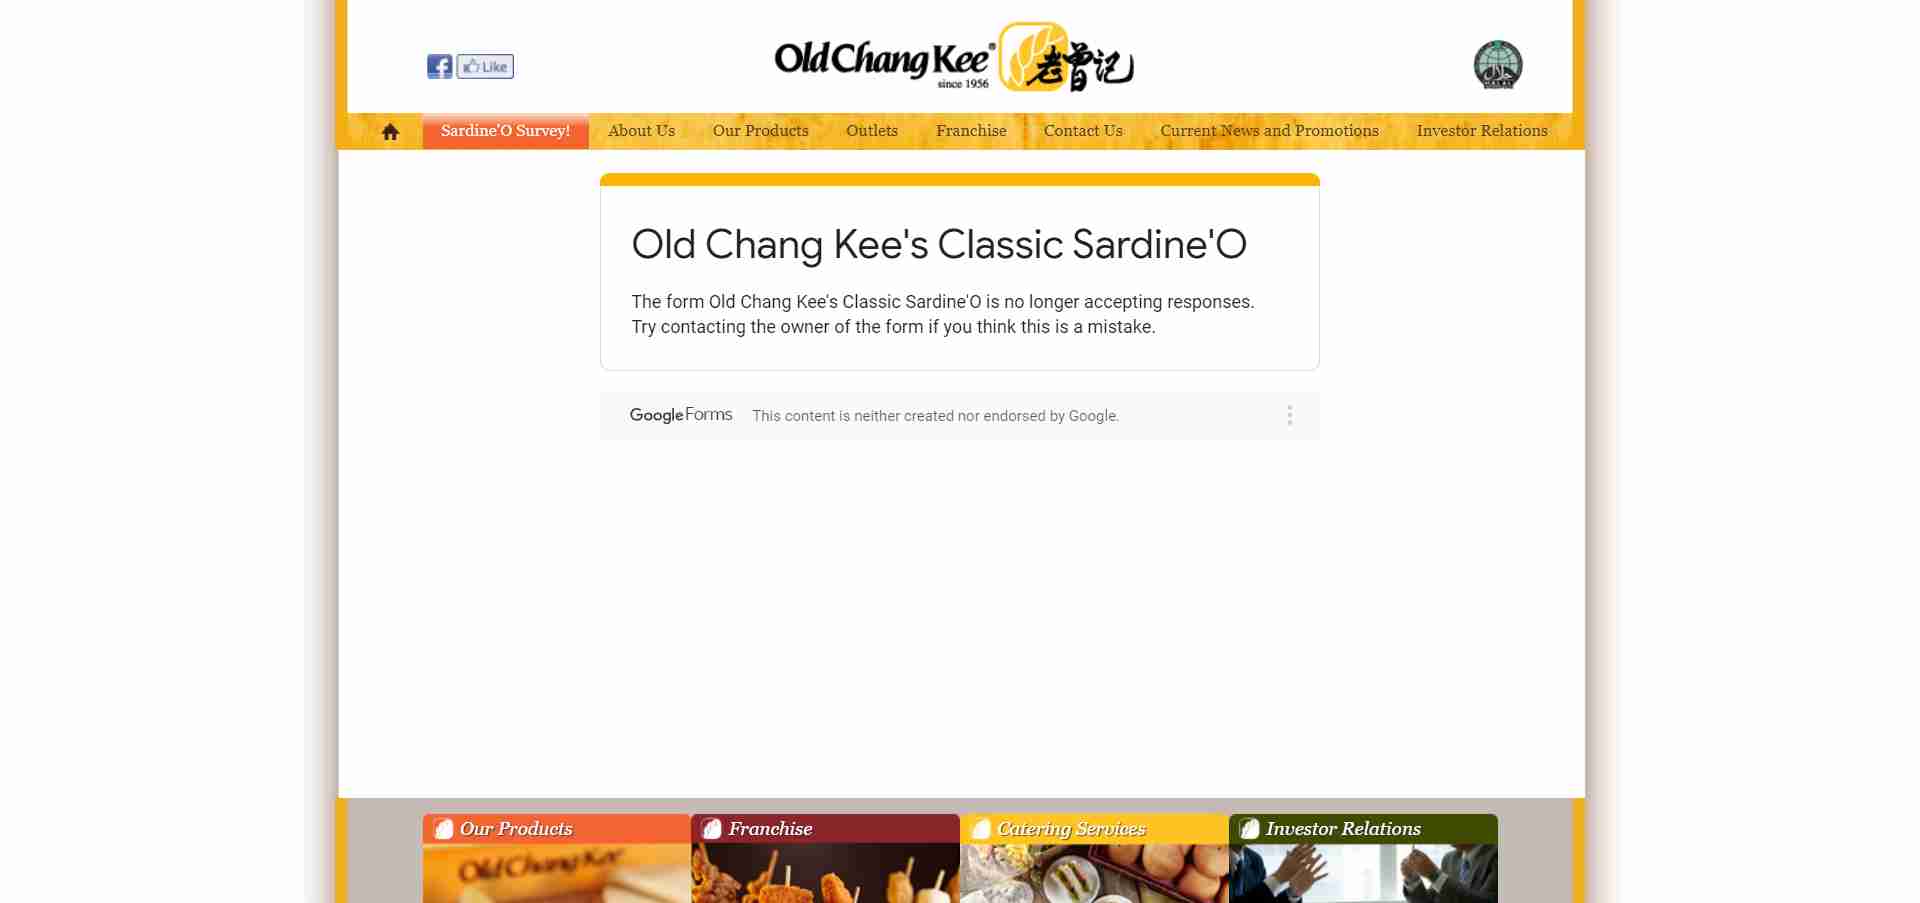 Like
Old Chang Kee®
since 1956
老曾记
Sardine'O Survey!
About Us
Our Products
Outlets
Franchise
Contact Us
Current News and Promotions
Investor Relations
Old Chang Kee's Classic Sardine'O
The form Old Chang Kee's Classic Sardine'O is no longer accepting responses.
Try contacting the owner of the form if you think this is a mistake.
Google Forms
This content is neither created nor endorsed by Google.
Our Products
Franchise
Catering Services
Investor Relations
Old Chang Kee